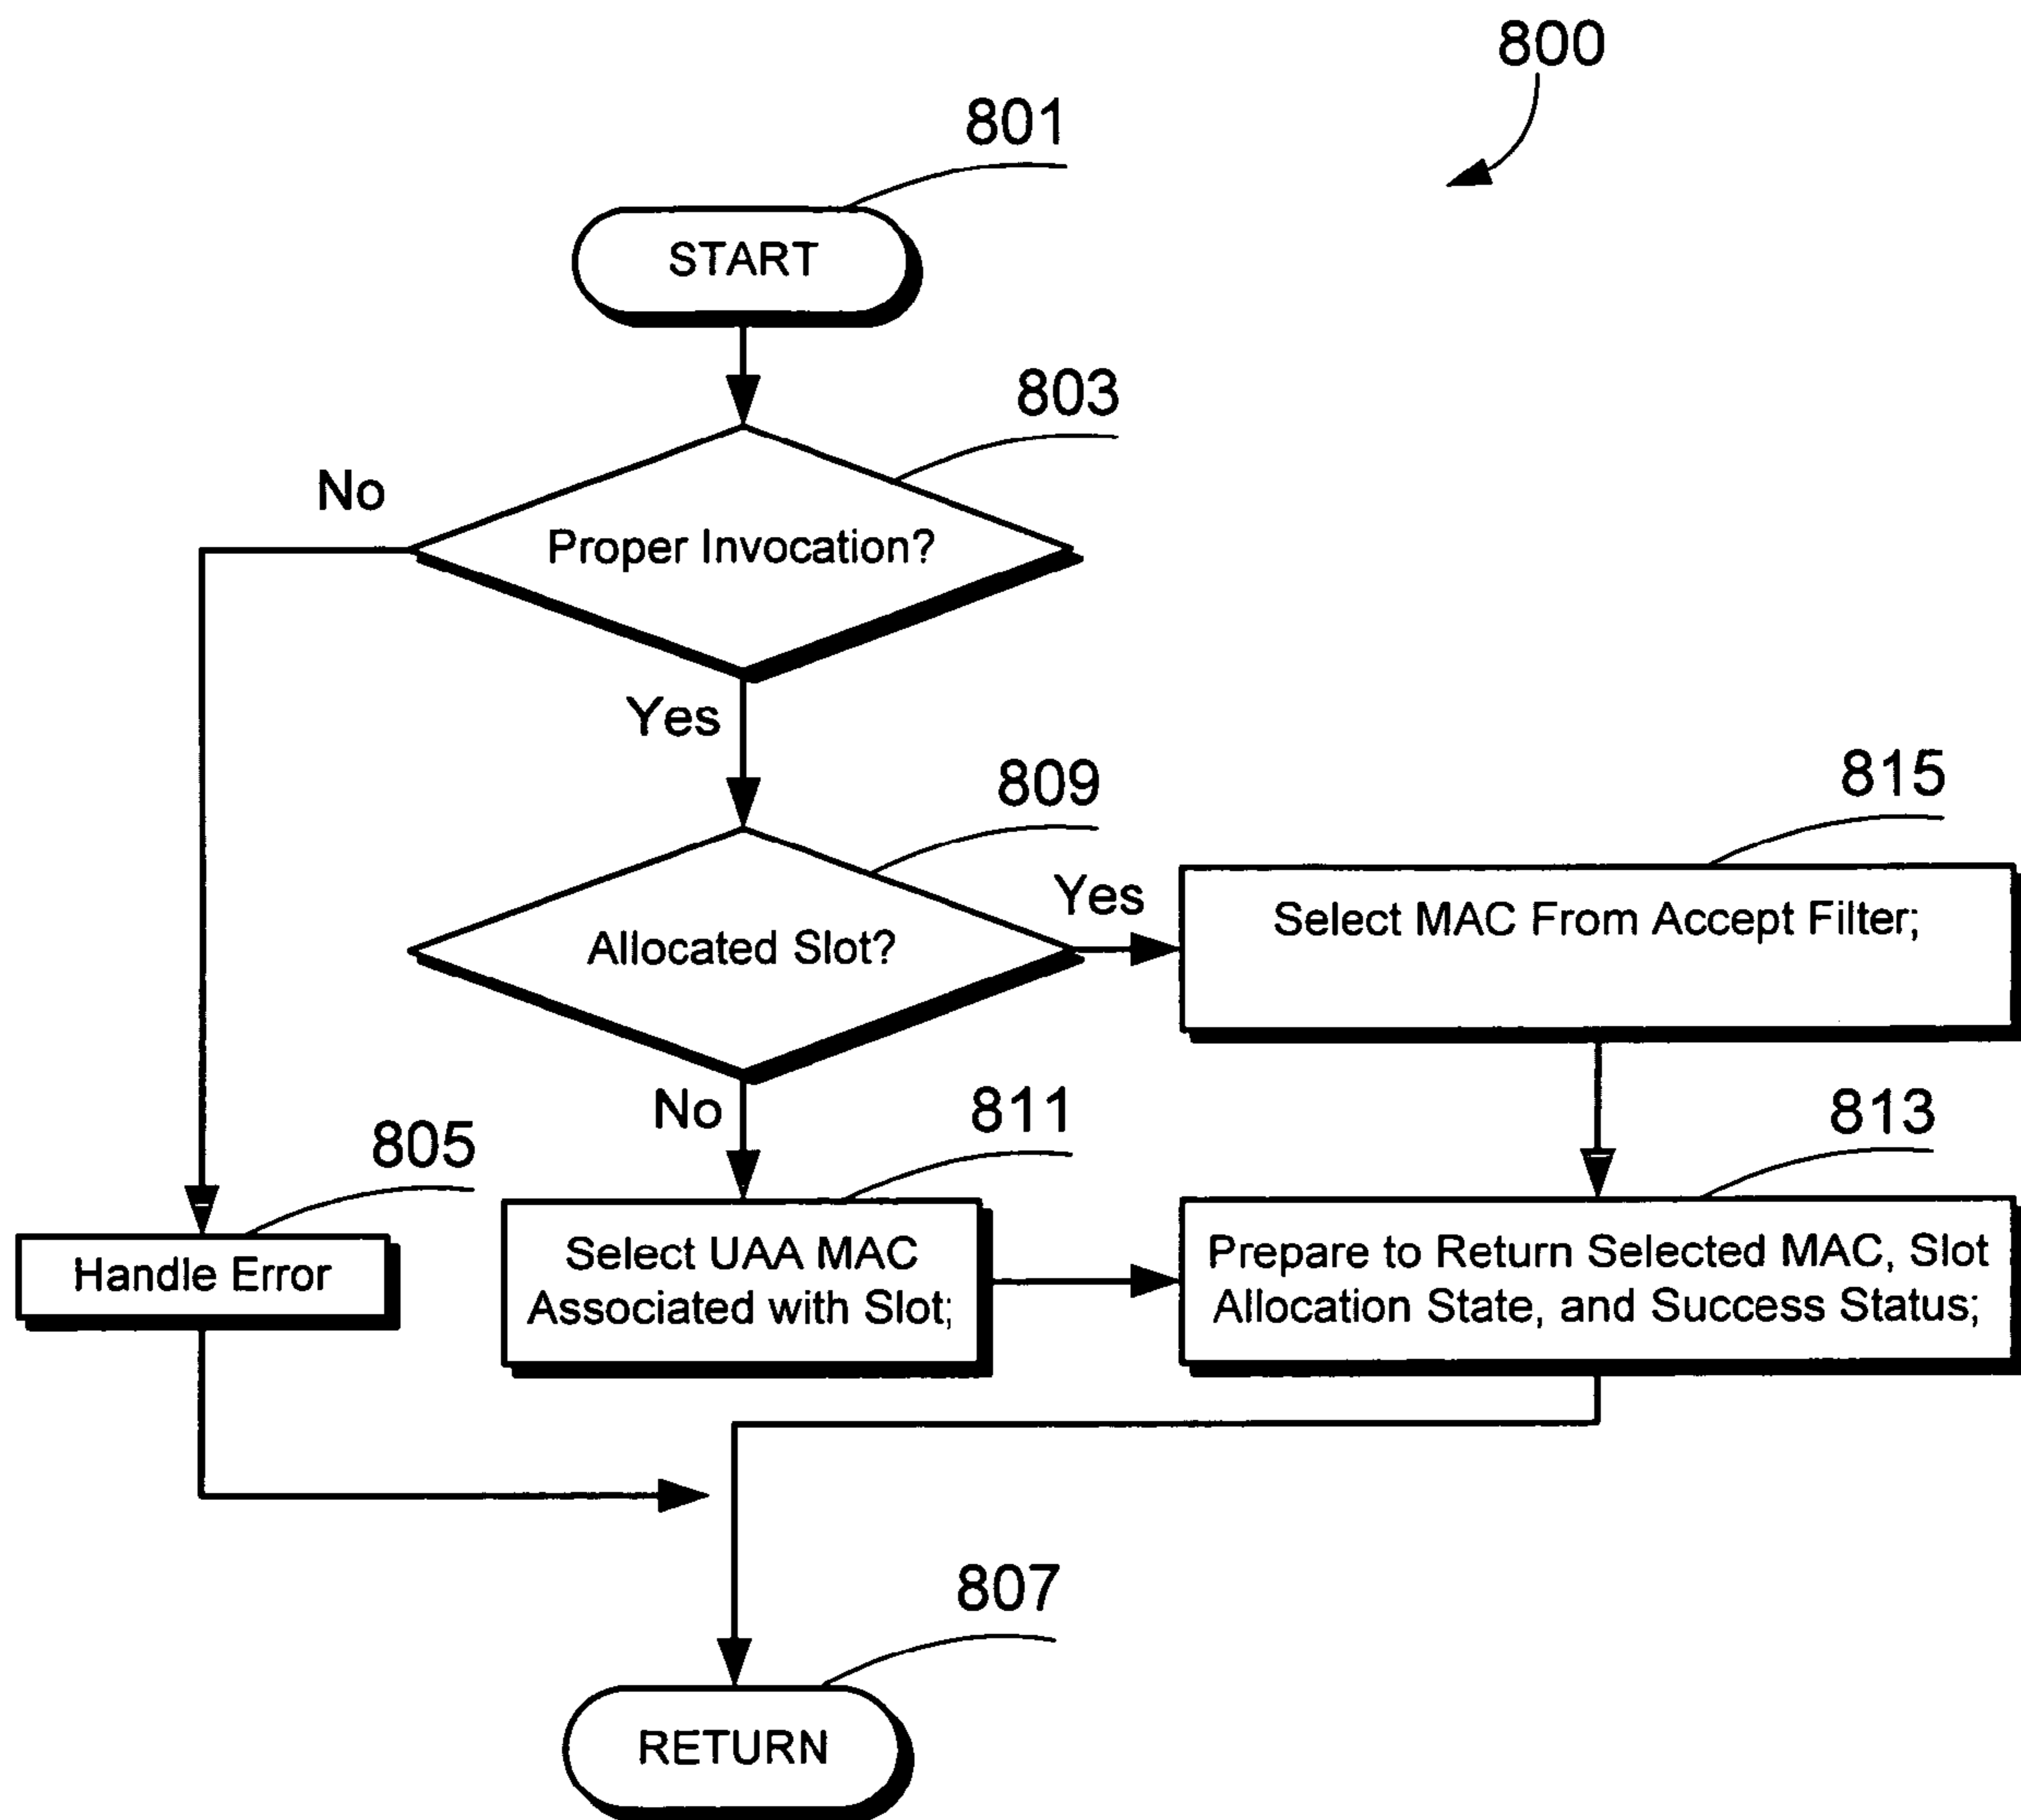 800
801
START
803
No
Proper Invocation?
Yes
809
815
Yes
Select MAC From Accept Filter;
Allocated Slot?
No
811
813
805
Select UAA MAC
Associated with Slot;
Prepare to Return Selected MAC, Slot
Allocation State, and Success Status;
Handle Error
807
RETURN